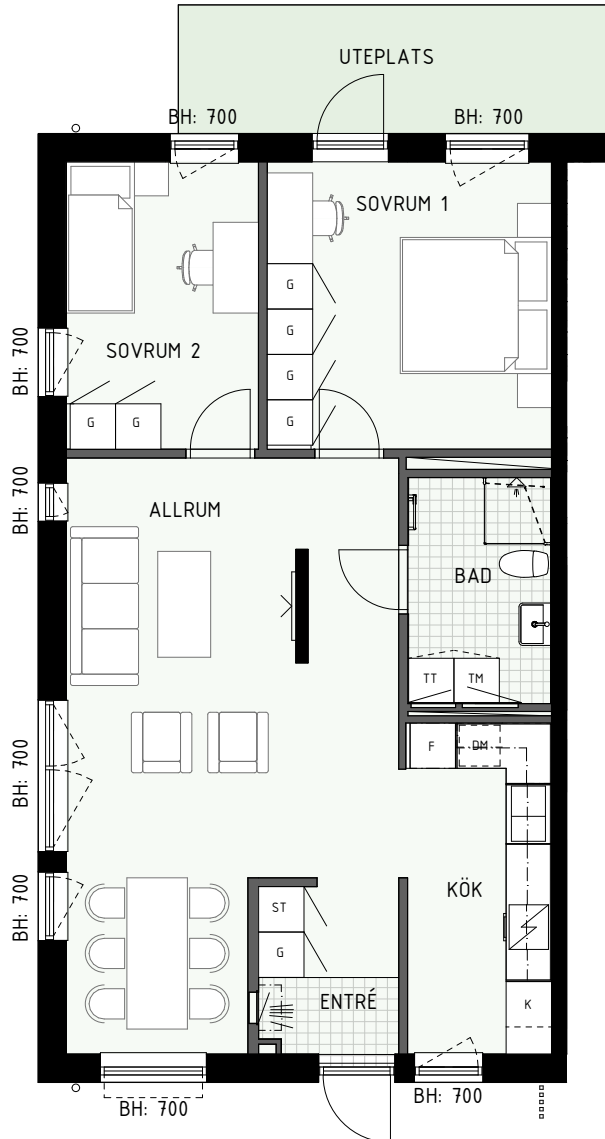 UTEPLATS
BH: 700
BH: 700
SOVRUM 1
G
G
G
G
BH: 700
SOVRUM 2
G
G
BH: 700
ALLRUM
BAD
TT
TM
F
DM
BH: 700
BH: 700
KÖK
ST
G
ENTRÉ
K
BH: 700
BH: 700